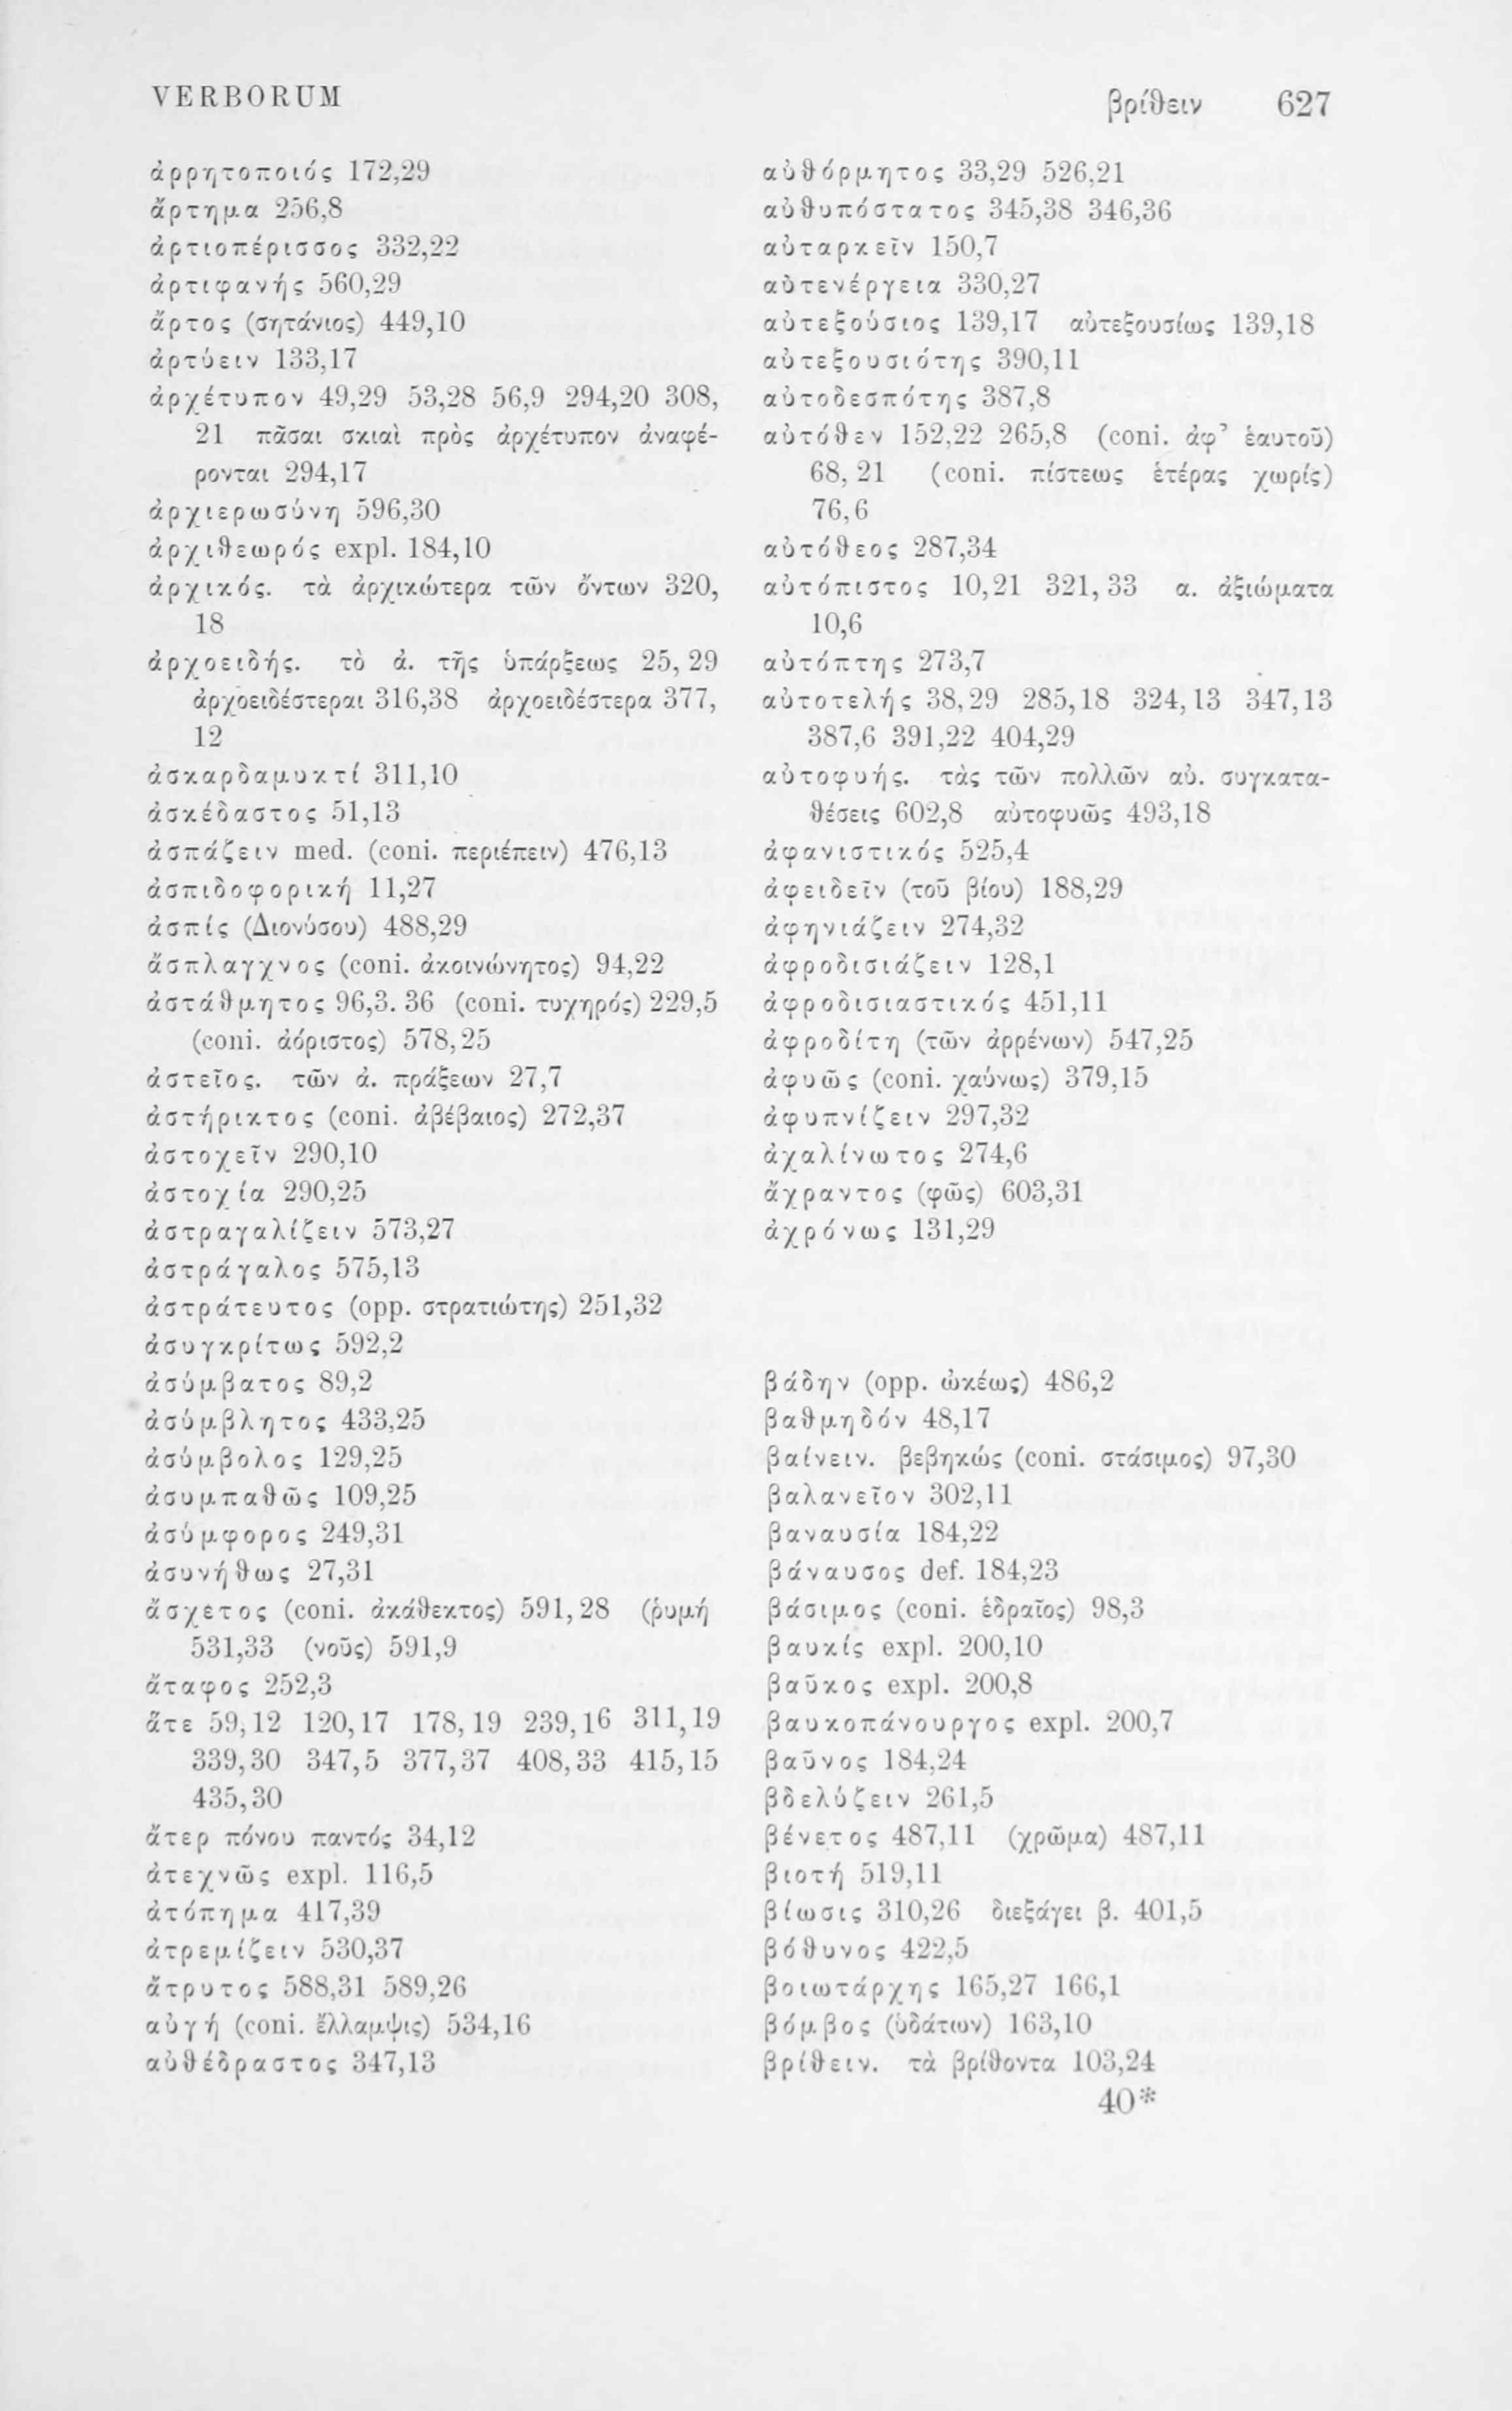 VERBORUM
βρίθειν 627
ἀρρητοποιός 172,29
ἄρτημα 256,8
ἀρτιοπέρισσος 332,22
ἀρτιφανής 560,29
ἄρτος (σητάνιος) 449,10
ἀρτύειν 133,17
ἀρχέτυπον 49,29 53,28 56,9 294,20 308,
21 πᾶσαι σκιαὶ πρὸς ἀρχέτυπον ἀναφέ-
ρονται 294,17
ἀρχιερωσύνη 596,30
ἀρχιθεωρός expl. 184,10
ἀρχικός. τὰ ἀρχικώτερα τῶν ὄντων 320,
18
ἀρχοειδής. τὸ ἀ. τῆς ὑπάρξεως 25,29
ἀρχοειδέστεραι 316,38 ἀρχοειδέστερα 377,
12
ἀσκαρδαμυκτί 311,10
ἀσκέδαστος 51,13
ἀσπάζειν med. (coni. περιέπειν) 476,13
ἀσπιδοφορική 11,27
ἀσπίς (Διονύσου) 488,29
ἄσπλαγχνος (coni. ἀκοινώνητος) 94,22
ἀστάθμητος 96,3. 36 (coni. τυχηρός) 229,5
(coni. ἀόριστος) 578,25
ἀστεῖος. τῶν ἀ. πράξεων 27,7
ἀστήρικτος (coni. ἀβέβαιος) 272,37
ἀστοχεῖν 290,10
ἀστοχία 290,25
ἀστραγαλίζειν 573,27
ἀστράγαλος 575,13
ἀστράτευτος (opp. στρατιώτης) 251,32
ἀσυγκρίτως 592,2
ἀσύμβατος 89,2
ἀσύμβλητος 433,25
ἀσύμβολος 129,25
ἀσυμπαθῶς 109,25
ἀσύμφορος 249,31
ἀσυνήθως 27,31
ἄσχετος (coni. ἀκάθεκτος) 591,28 (ῥυμή
531,33 (νοῦς) 591,9
ἄταφος 252,3
ἅτε 59,12 120,17 178,19 239,16 311,19
339,30 347,5 377,37 408,33 415,15
435,30
ἄτερ πόνου παντός 34,12
ἀτεχνῶς expl. 116,5
ἀτόπημα 417,39
ἀτρεμίζειν 530,37
ἄτρυτος 588,31 589,26
αὐγή (coni. ἔλλαμψις) 534,16
αὐθέδραστος 347,13
αὐθόρμητος 33,29 526,21
αὐθυπόστατος 345,38 346,36
αὐταρκεῖν 150,7
αὐτενέργεια 330,27
αὐτεξούσιος 139,17 αὐτεξουσίως 139,18
αὐτεξουσιότης 390,11
αὐτοδεσπότης 387,8
αὐτόθεν 152,22 265,8 (coni. ἀφ’ ἑαυτοῦ)
68, 21 (coni. πίστεως ἑτέρας χωρίς)
76,6
αὐτόθεος 287,34
αὐτόπιστος 10,21 321,33 α. ἀξιώματα
10,6
αὐτόπτης 273,7
αὐτοτελής 38,29 285,18 324,13 347,13
387,6 391,22 404,29
αὐτοφυής. τὰς τῶν πολλῶν αὐ. συγκατα-
θέσεις 602,8 αὐτοφυῶς 493,18
ἀφανιστικός 525,4
ἀφειδεῖν (τοῦ βίου) 188,29
ἀφηνιάζειν 274,32
ἀφροδισιάζειν 128,1
ἀφροδισιαστικός 451,11
ἀφροδίτη (τῶν ἀρρένων) 547,25
ἀφυῶς (coni. χαύνως) 379,15
ἀφυπνίζειν 297,32
ἀχαλίνωτος 274,6
ἄχραντος (φῶς) 603,31
ἀχρόνως 131,29
βάδην (opp. ὠκέως) 486,2
βαθμηδόν 48,17
βαίνειν. βεβηκώς (coni. στάσιμος) 97,30
βαλανεῖον 302,11
βαναυσία 184,22
βάναυσος def. 184,23
βάσιμος (coni. ἑδραῖος) 98,3
βαυκίς expl. 200,10
βαῦκος expl. 200,8
βαυκοπάνουργος expl. 200,7
βαῦνος 184,24
βδελύζειν 261,5
βένετος 487,11 (χρῶμα) 487,11
βιοτή 519,11
βίωσις 310,26 διεξάγει β. 401,5
βόθυνος 422,5
βοιωτάρχης 165,27 166,1
βόμβος (ὑδάτων) 163,10
βρίθειν. τὰ βρίθοντα 103,24
40*